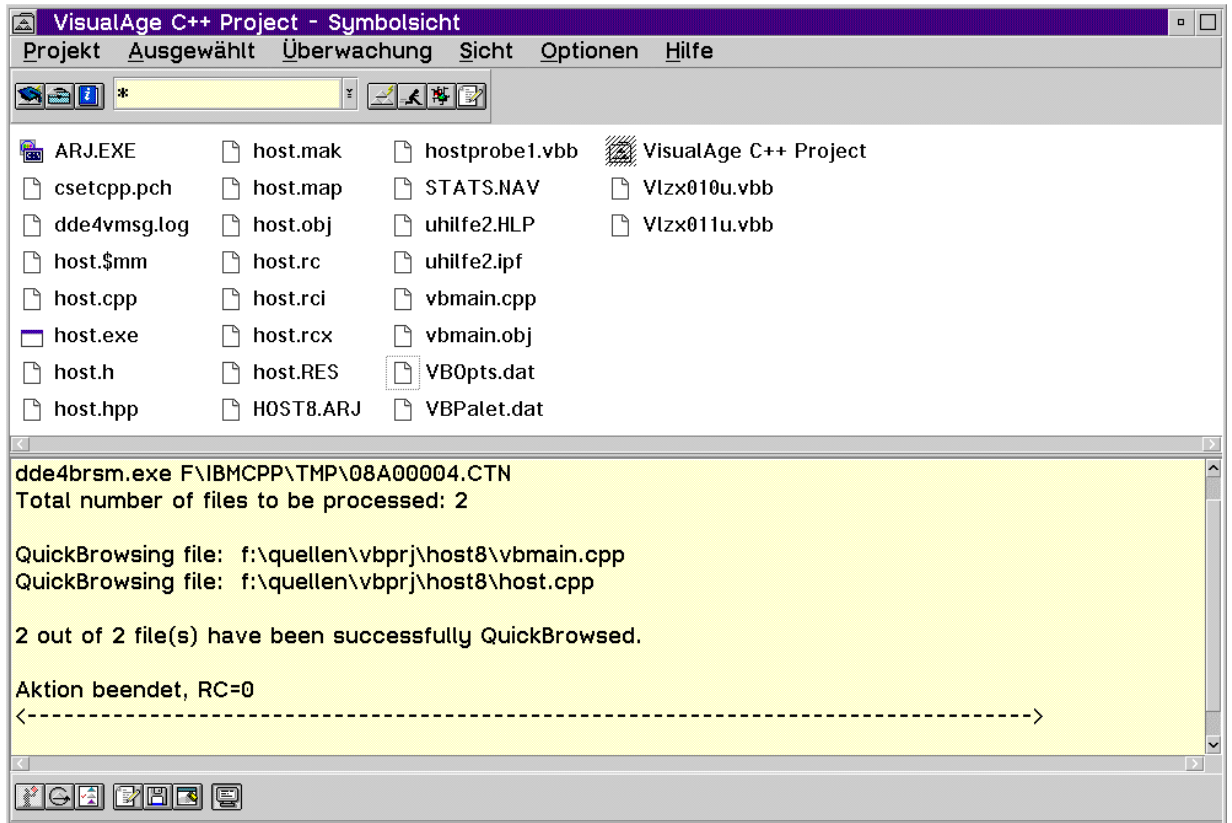 VisualAge C++ Project - Symbolsicht
Projekt Ausgewählt Überwachung Sicht Optionen Hilfe
*
ARJ.EXE host.mak hostprobe1.vbb VisualAge C++ Project
csetcpp.pch host.map STATS.NAV Vlzx010u.vbb
dde4vmsg.log host.obj uhilfe2.HLP Vlzx011u.vbb
host.$mm host.rc uhilfe2.ipf
host.cpp host.rci vbmain.cpp
host.exe host.rcx vbmain.obj
host.h host.RES VBOpts.dat
host.hpp HOST8.ARJ VBPalet.dat
dde4brsm.exe F\IBMCPP\TMP\08A00004.CTN
Total number of files to be processed: 2
QuickBrowsing file: f:\quellen\vbprj\host8\vbmain.cpp
QuickBrowsing file: f:\quellen\vbprj\host8\host.cpp
2 out of 2 file(s) have been successfully QuickBrowsed.
Aktion beendet, RC=0
<---------------------------------------------------------------------------------->